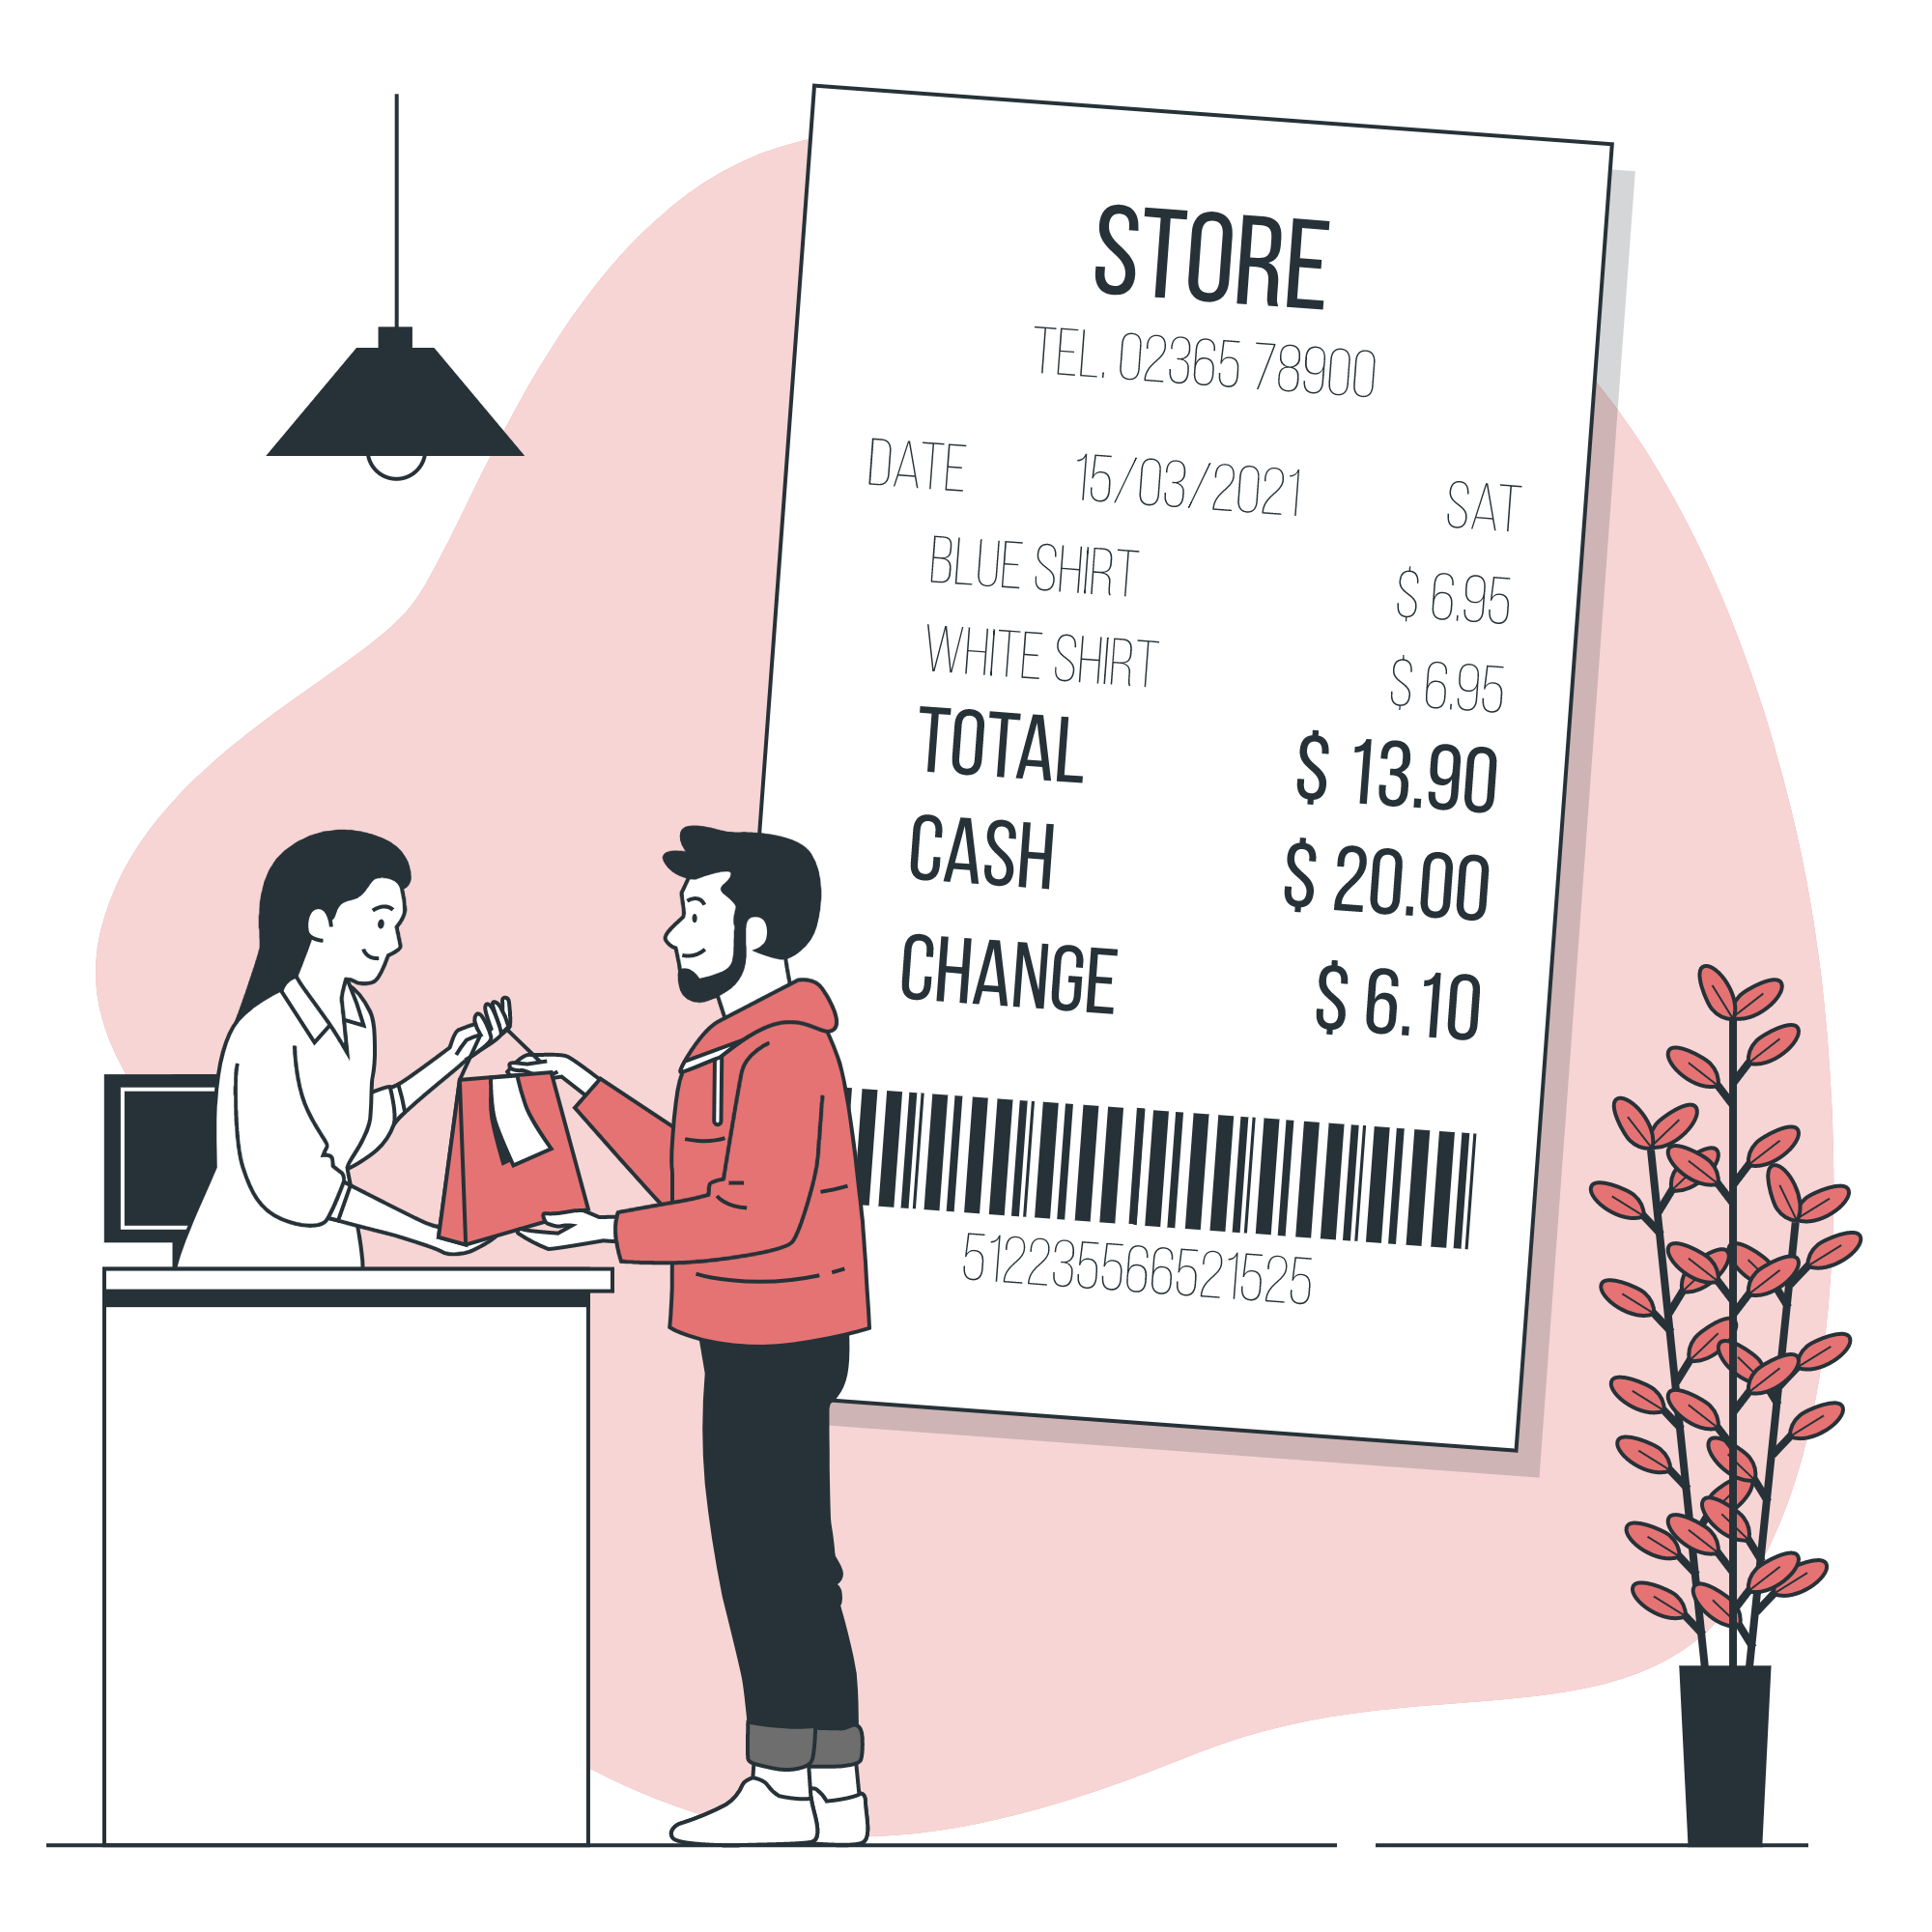 STORE
TEL. 02365 78900
DATE 15/03/2021 SAT
BLUE SHIRT $ 6,95
WHITE SHIRT $ 6,95
TOTAL $ 13.90
CASH $ 20.00
CHANGE $ 6.10
512235566521525